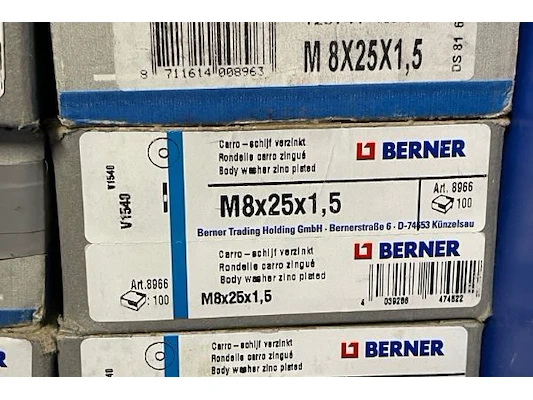 8 711614 008963
M 8X25X1,5
DS 81 6
V1540
V1540
Carro-schijf verzinkt
Rondelle carro zingué
Body washer zinc plated
BERNER
M8x25x1,5
Art. 8966
100
Berner Trading Holding GmbH · Bernerstraße 6 · D-74653 Künzelsau
Carro-schijf verzinkt
Rondelle carro zingué
Body washer zinc plated
BERNER
Art. 8966
: 100
M8x25x1,5
4 039286 474522
Carro-schijf verzinkt
Rondelle carro zingué
Body washer zinc plated
BERNER